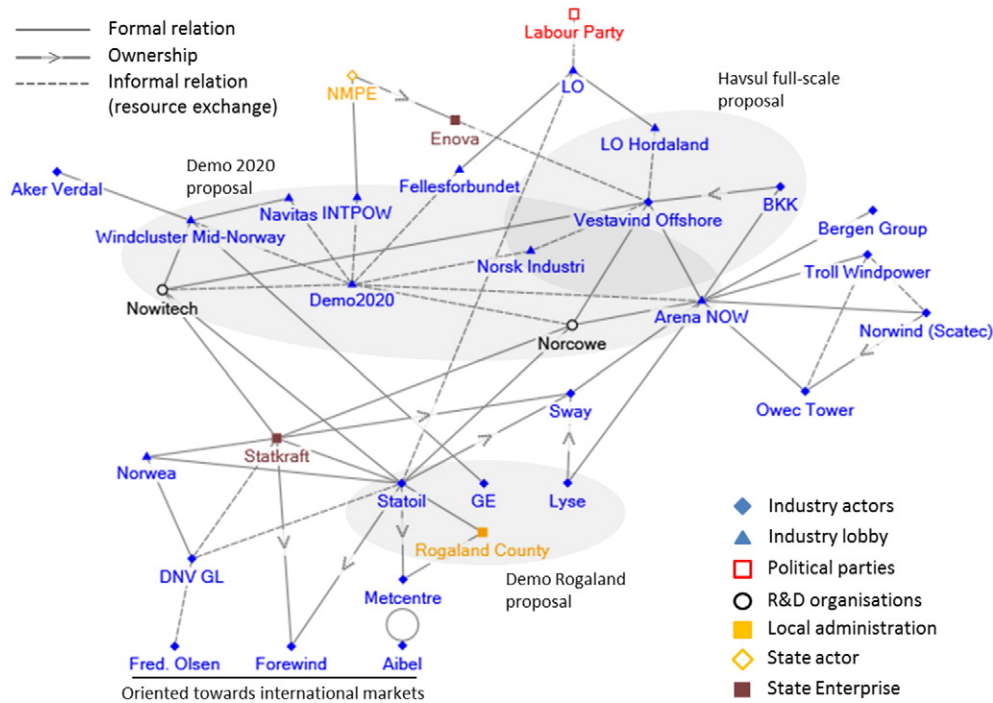 Formal relation
Ownership
Informal relation
(resource exchange)
Labour Party
LO
Havsul full-scale
proposal
NMPE
Enova
LO Hordaland
Demo 2020
proposal
Aker Verdal
Fellesforbundet
BKK
Navitas
INTPOW
Vestavind Offshore
Bergen Group
Windcluster Mid-Norway
Norsk Industri
Troll Windpower
Nowitech
Demo2020
Arena NOW
Norwind (Scatec)
Norcowe
Sway
Owec Tower
Statkraft
Norwea
Statoil
GE
Lyse
Rogaland County
DNV GL
Demo Rogaland
proposal
Metcentre
Fred. Olsen
Forewind
Aibel
Oriented towards international markets
Industry actors
Industry lobby
Political parties
R&D organisations
Local administration
State actor
State Enterprise